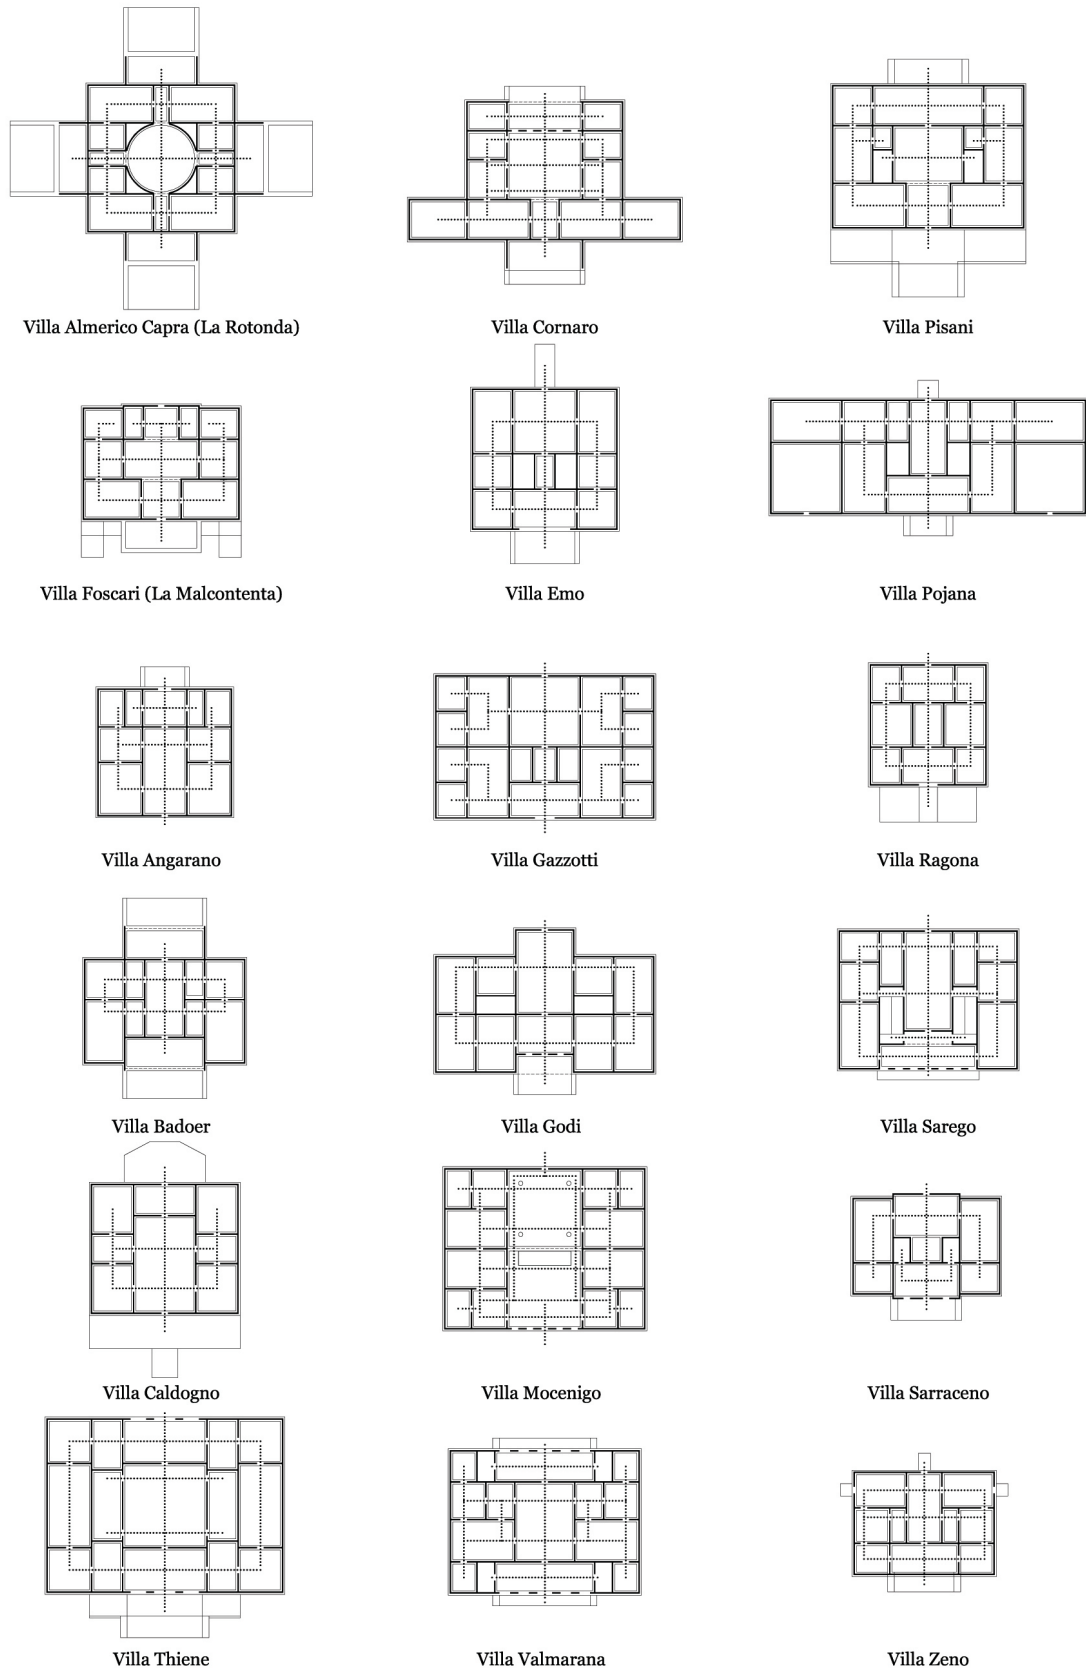 Villa Almerico Capra (La Rotonda)
Villa Cornaro
Villa Pisani
Villa Foscari (La Malcontenta)
Villa Emo
Villa Pojana
Villa Angarano
Villa Gazzotti
Villa Ragona
Villa Badoer
Villa Godi
Villa Sarego
Villa Caldogno
Villa Mocenigo
Villa Sarraceno
Villa Thiene
Villa Valmarana
Villa Zeno